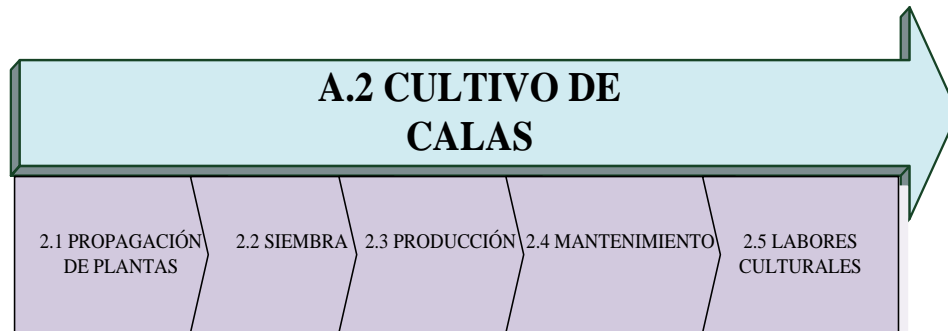 A.2 CULTIVO DE
CALAS
2.1 PROPAGACIÓN
DE PLANTAS
2.2 SIEMBRA
2.3 PRODUCCIÓN
2.4 MANTENIMIENTO
2.5 LABORES
CULTURALES